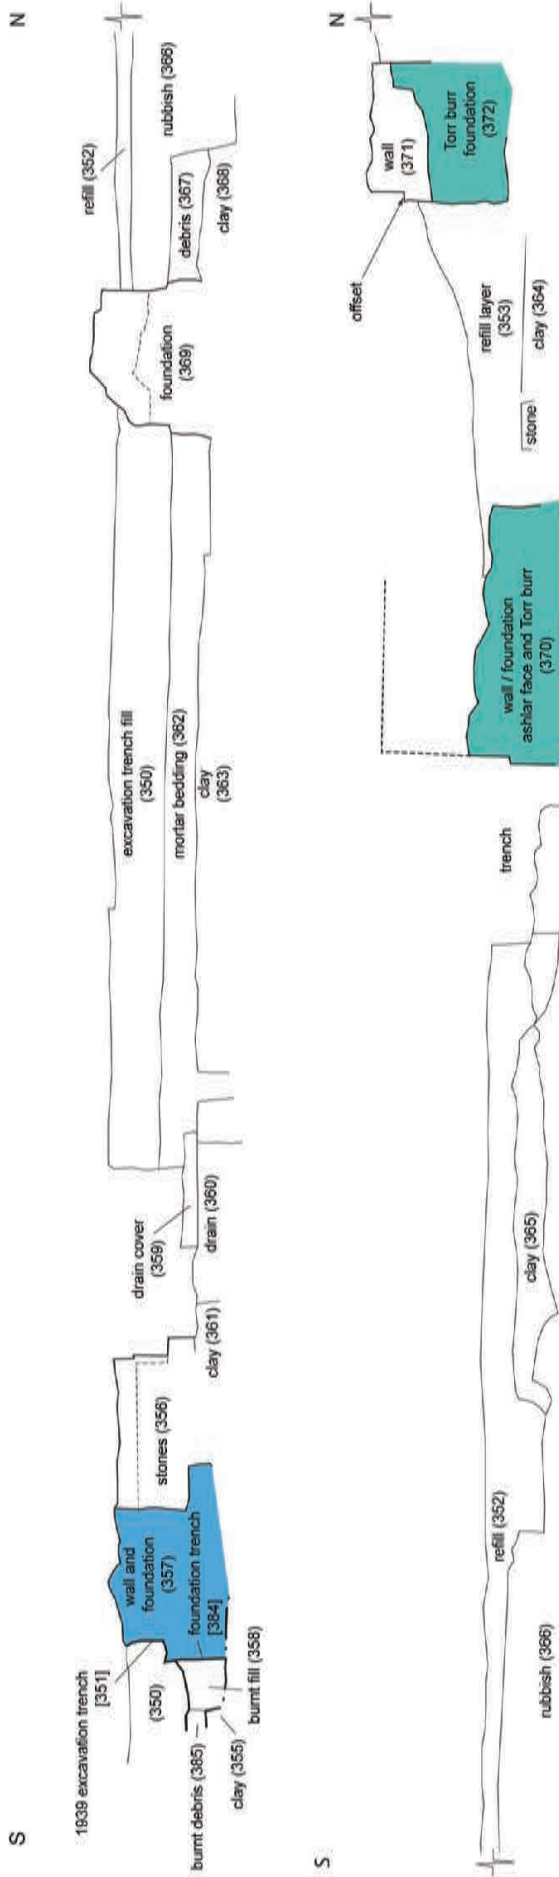 S
N
1939 excavation trench
[351]
(350)
burnt debris (385)
clay (355)
burnt fill (358)
wall and
foundation
(357)
foundation trench
[384]
stones (356)
clay (361)
drain cover
(359)
drain (360)
excavation trench fill
(350)
mortar bedding (362)
clay
(363)
foundation
(369)
refill (352)
debris (367)
clay (368)
rubbish (366)
S
N
rubbish (366)
refill (352)
clay (365)
trench
wall / foundation
ashlar face and Torr burr
(370)
stone
refill layer
(353)
clay (364)
offset
wall
(371)
Torr burr
foundation
(372)